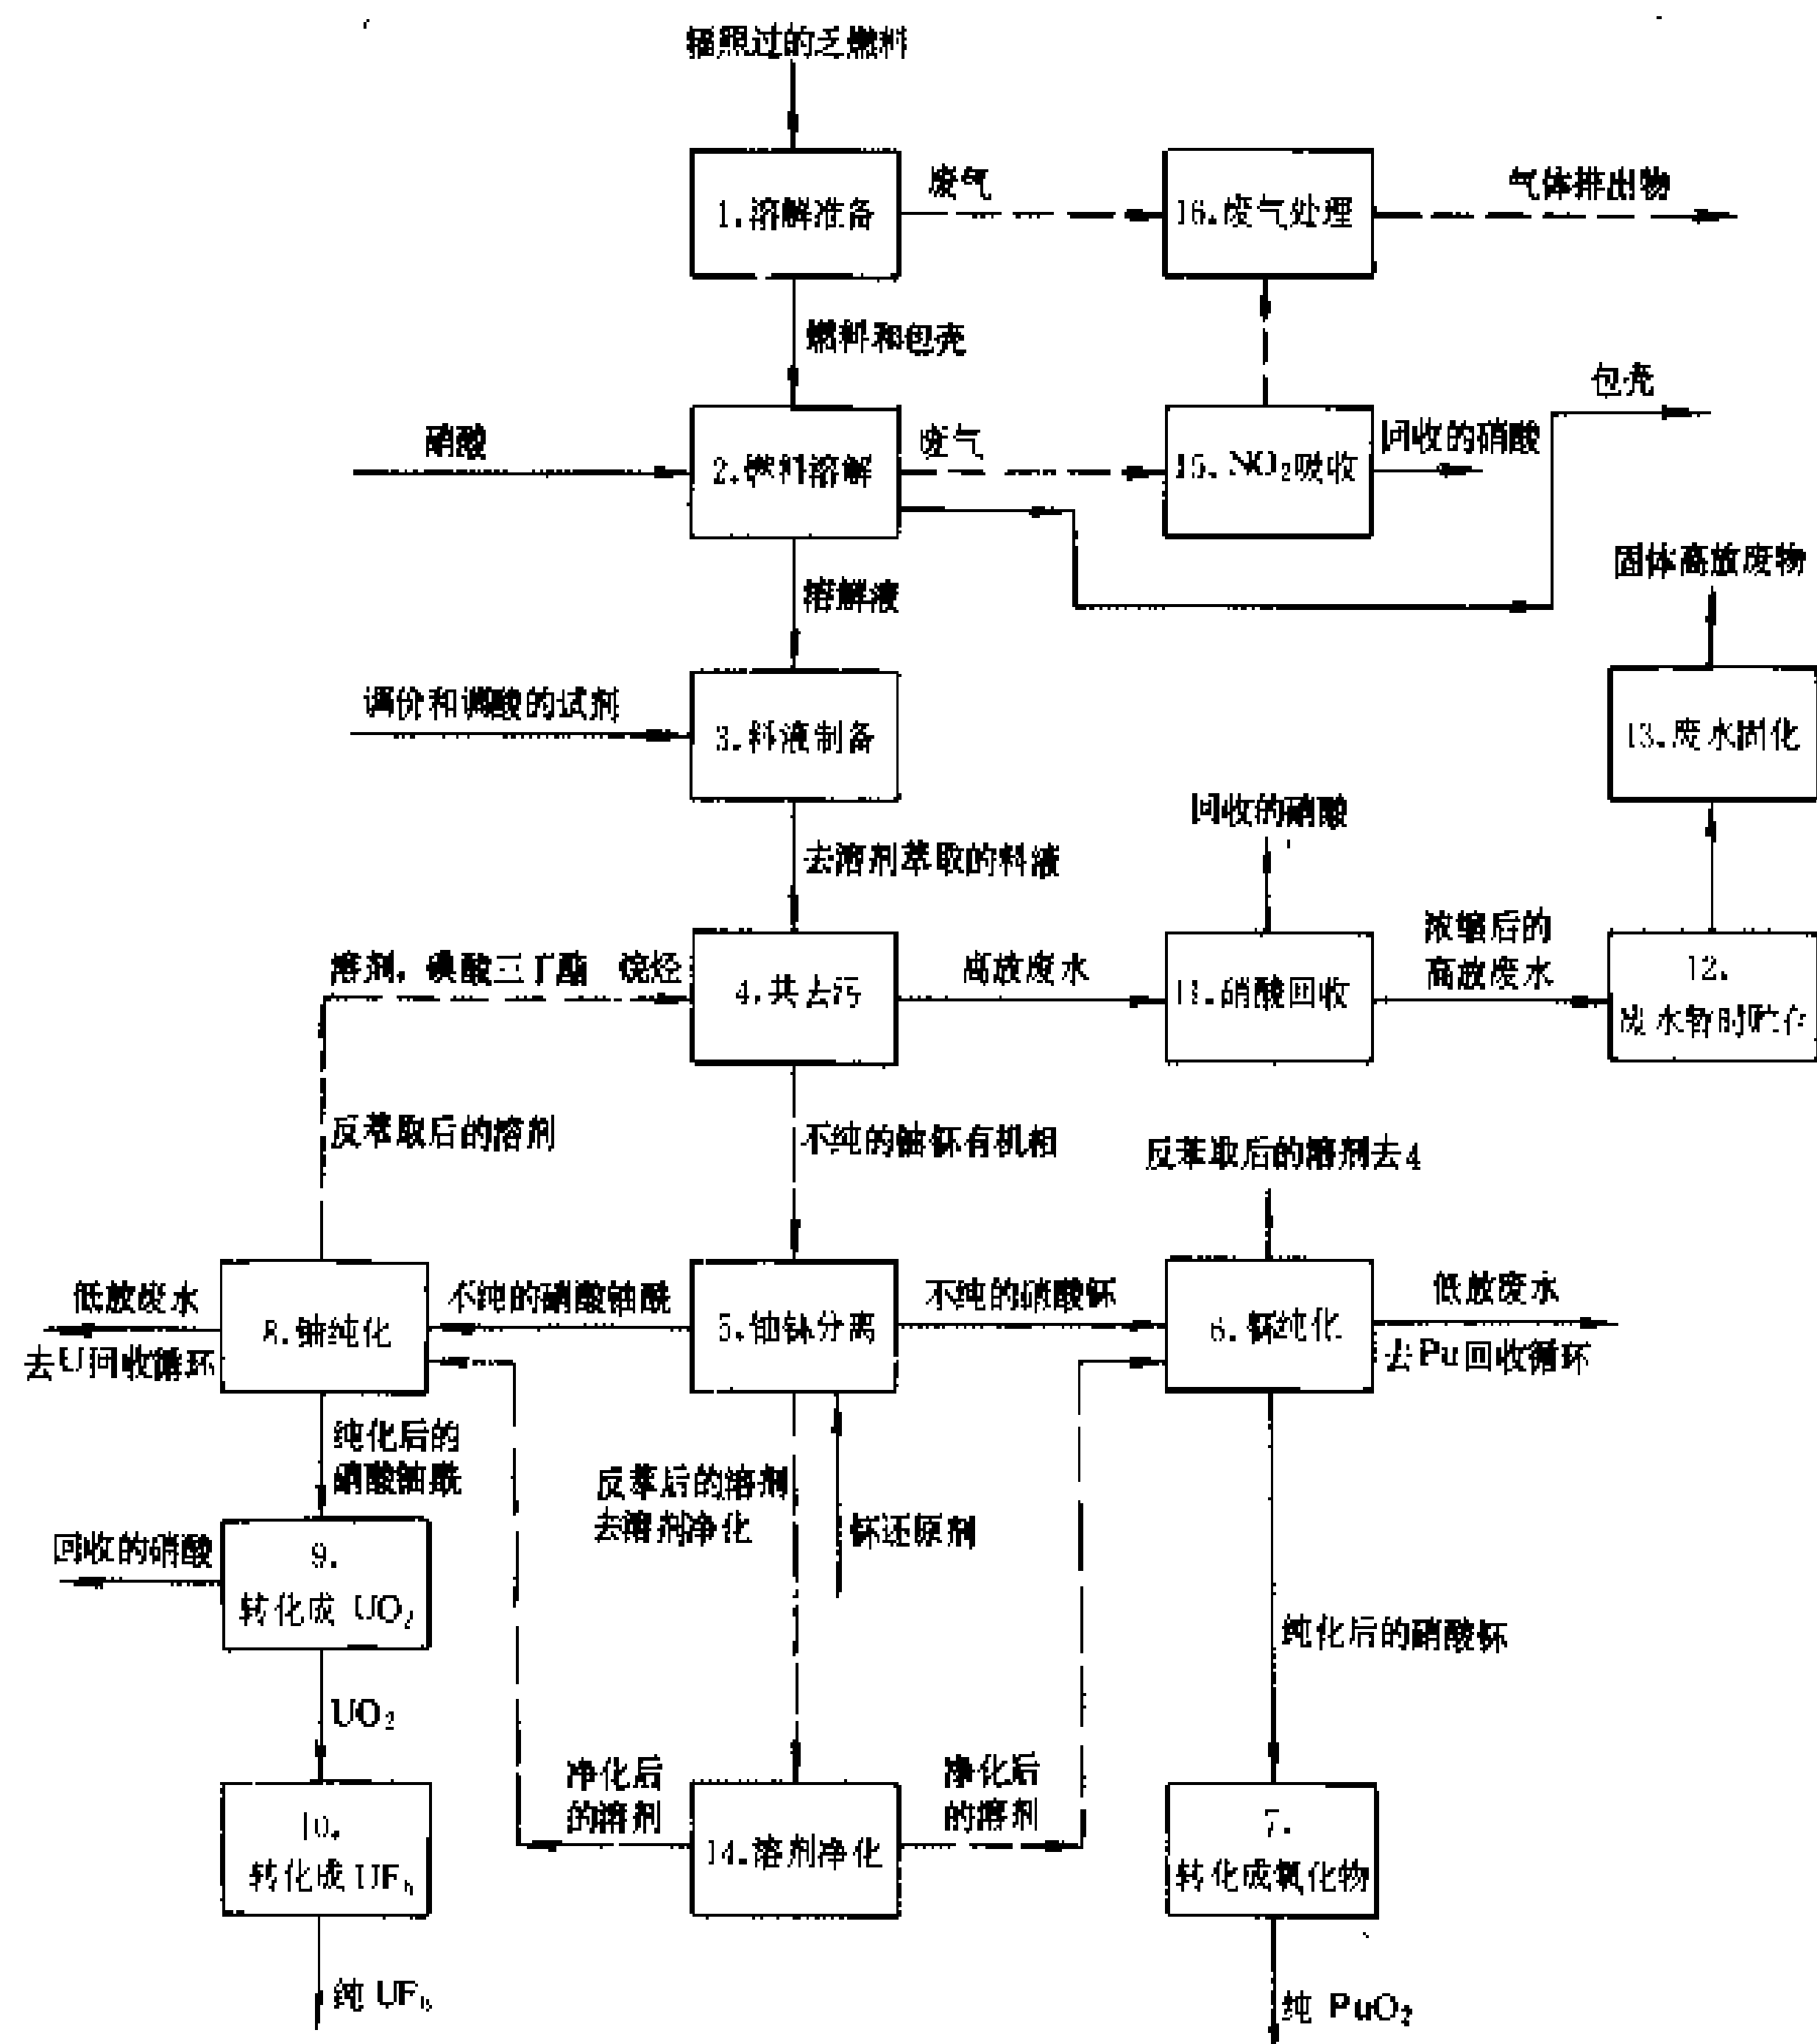 辐照过的乏燃料
1.溶解准备
废气
16.废气处理
气体排出物
燃料和包壳
包壳
硝酸
2.燃料溶解
废气
15.NO₂吸收
回收的硝酸
固体高放废物
溶解液
调价和调酸的试剂
3.料液制备
13.废水固化
回收的硝酸
去溶剂萃取的料液
溶剂,磷酸三丁酯 烷烃
4.共去污
高放废水
11.硝酸回收
浓缩后的
高放废水
12.
废水暂时贮存
反萃取后的溶剂
不纯的铀钚有机相
反萃取后的溶剂去4
低放废水
去U回收循环
8.铀纯化
不纯的硝酸铀酰
5.铀钚分离
不纯的硝酸钚
6.钚纯化
低放废水
去Pu回收循环
纯化后的
硝酸铀酰
反萃后的溶剂
去溶剂净化
钚还原剂
回收的硝酸
9.
转化成 UO₂
纯化后的硝酸钚
UO₂
净化后
的溶剂
净化后
的溶剂
10.
转化成UF₆
14.溶剂净化
7.
转化成氧化物
纯 UF₆
纯 PuO₂